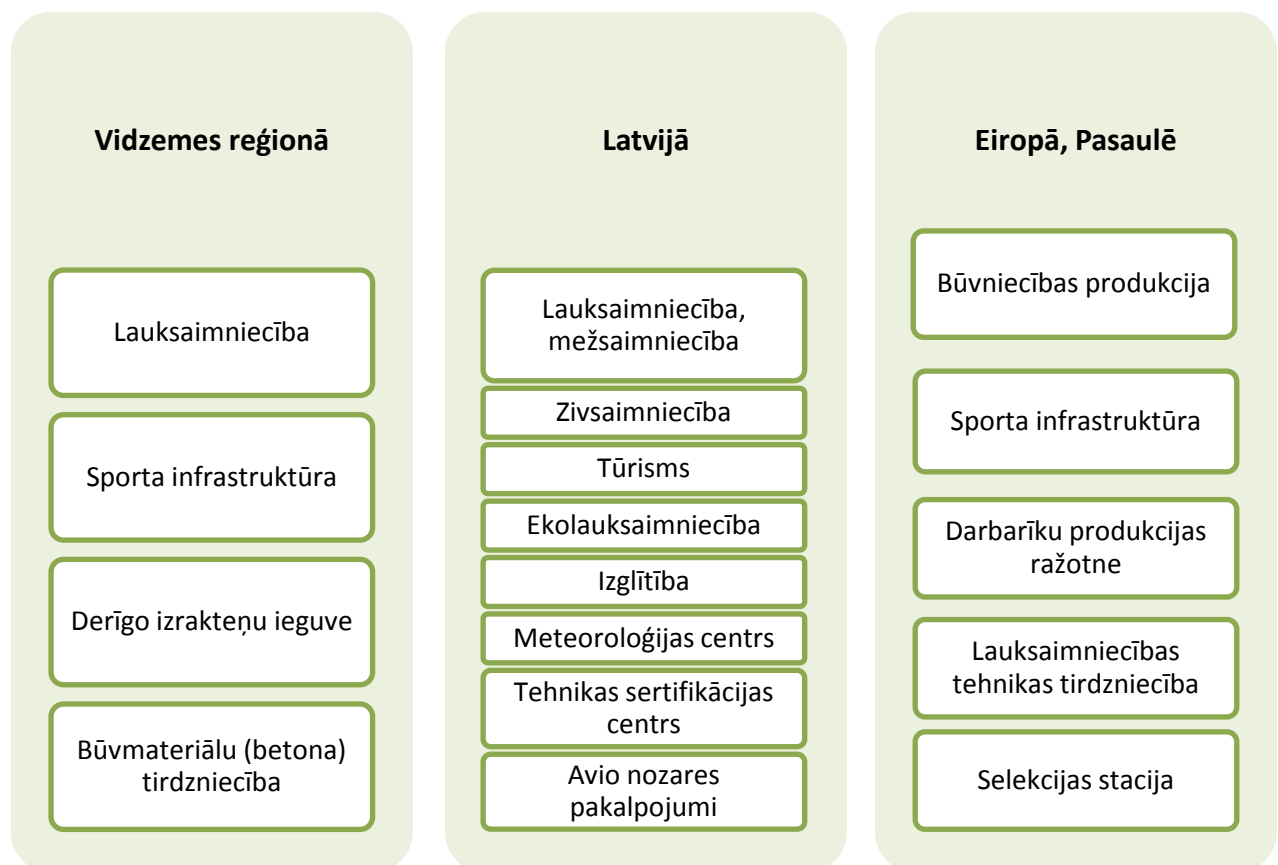 Vidzemes reģionā
Lauksaimniecība
Sporta infrastruktūra
Derīgo izrakteņu ieguve
Būvmateriālu (betona)
tirdzniecība
Latvijā
Lauksaimniecība,
mežsaimniecība
Zivsaimniecība
Tūrisms
Ekolauksaimniecība
Izglītība
Meteoroloģijas centrs
Tehnikas sertifikācijas
centrs
Avio nozares
pakalpojumi
Eiropā, Pasaulē
Būvniecības produkcija
Sporta infrastruktūra
Darbarīku produkcijas
ražotne
Lauksaimniecības
tehnikas tirdzniecība
Selekcijas stacija